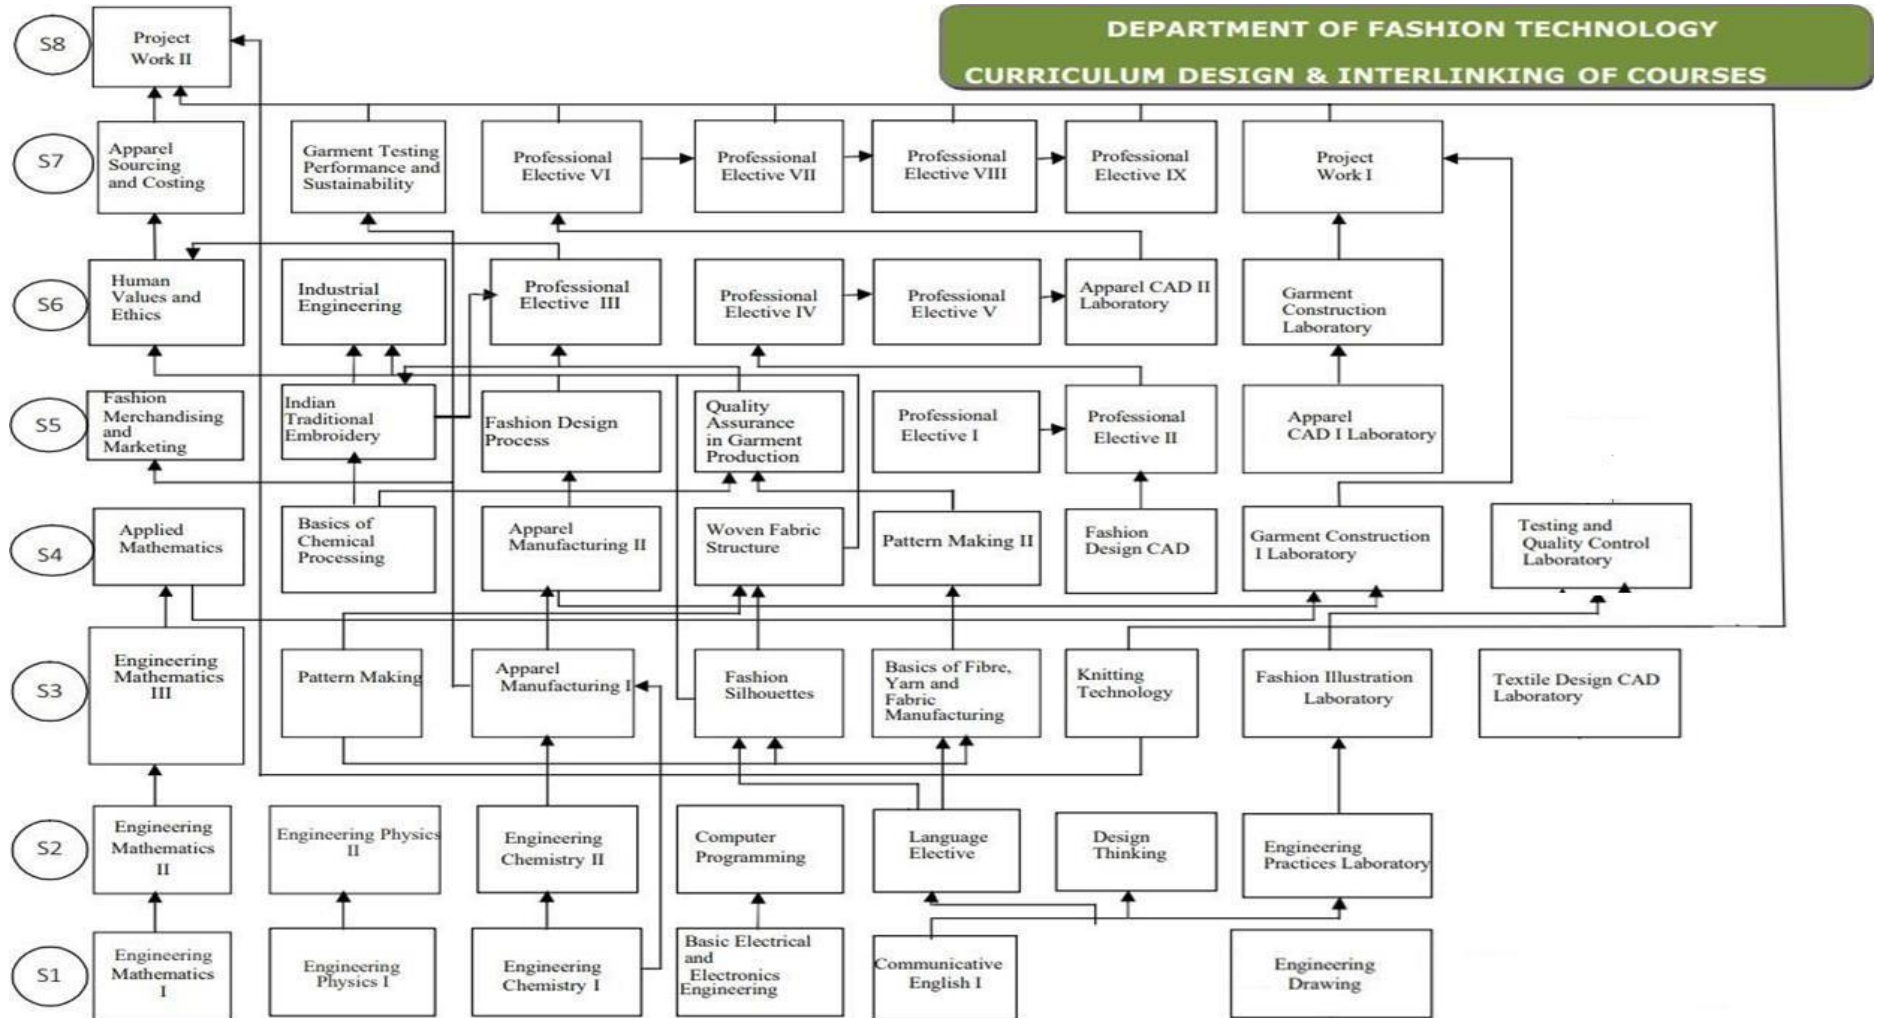 DEPARTMENT OF FASHION TECHNOLOGY
CURRICULUM DESIGN & INTERLINKING OF COURSES
S8
Project
Work II
S7
Apparel
Sourcing
and Costing
Garment Testing
Performance and
Sustainability
Professional
Elective VI
Professional
Elective VII
Professional
Elective VIII
Professional
Elective IX
Project
Work I
S6
Human
Values and
Ethics
Industrial
Engineering
Professional
Elective III
Professional
Elective IV
Professional
Elective V
Apparel CAD II
Laboratory
Garment
Construction
Laboratory
S5
Fashion
Merchandising
and
Marketing
Indian
Traditional
Embroidery
Fashion Design
Process
Quality
Assurance
in Garment
Production
Professional
Elective I
Professional
Elective II
Apparel
CAD I Laboratory
S4
Applied
Mathematics
Basics of
Chemical
Processing
Apparel
Manufacturing II
Woven Fabric
Structure
Pattern Making II
Fashion
Design CAD
Garment Construction
I Laboratory
Testing and
Quality Control
Laboratory
S3
Engineering
Mathematics
III
Pattern Making
Apparel
Manufacturing I
Fashion
Silhouettes
Basics of Fibre,
Yarn and
Fabric
Manufacturing
Knitting
Technology
Fashion Illustration
Laboratory
Textile Design CAD
Laboratory
S2
Engineering
Mathematics
II
Engineering Physics
II
Engineering
Chemistry II
Computer
Programming
Language
Elective
Design
Thinking
Engineering
Practices Laboratory
S1
Engineering
Mathematics
I
Engineering
Physics I
Engineering
Chemistry I
Basic Electrical
and
Electronics
Engineering
Communicative
English I
Engineering
Drawing